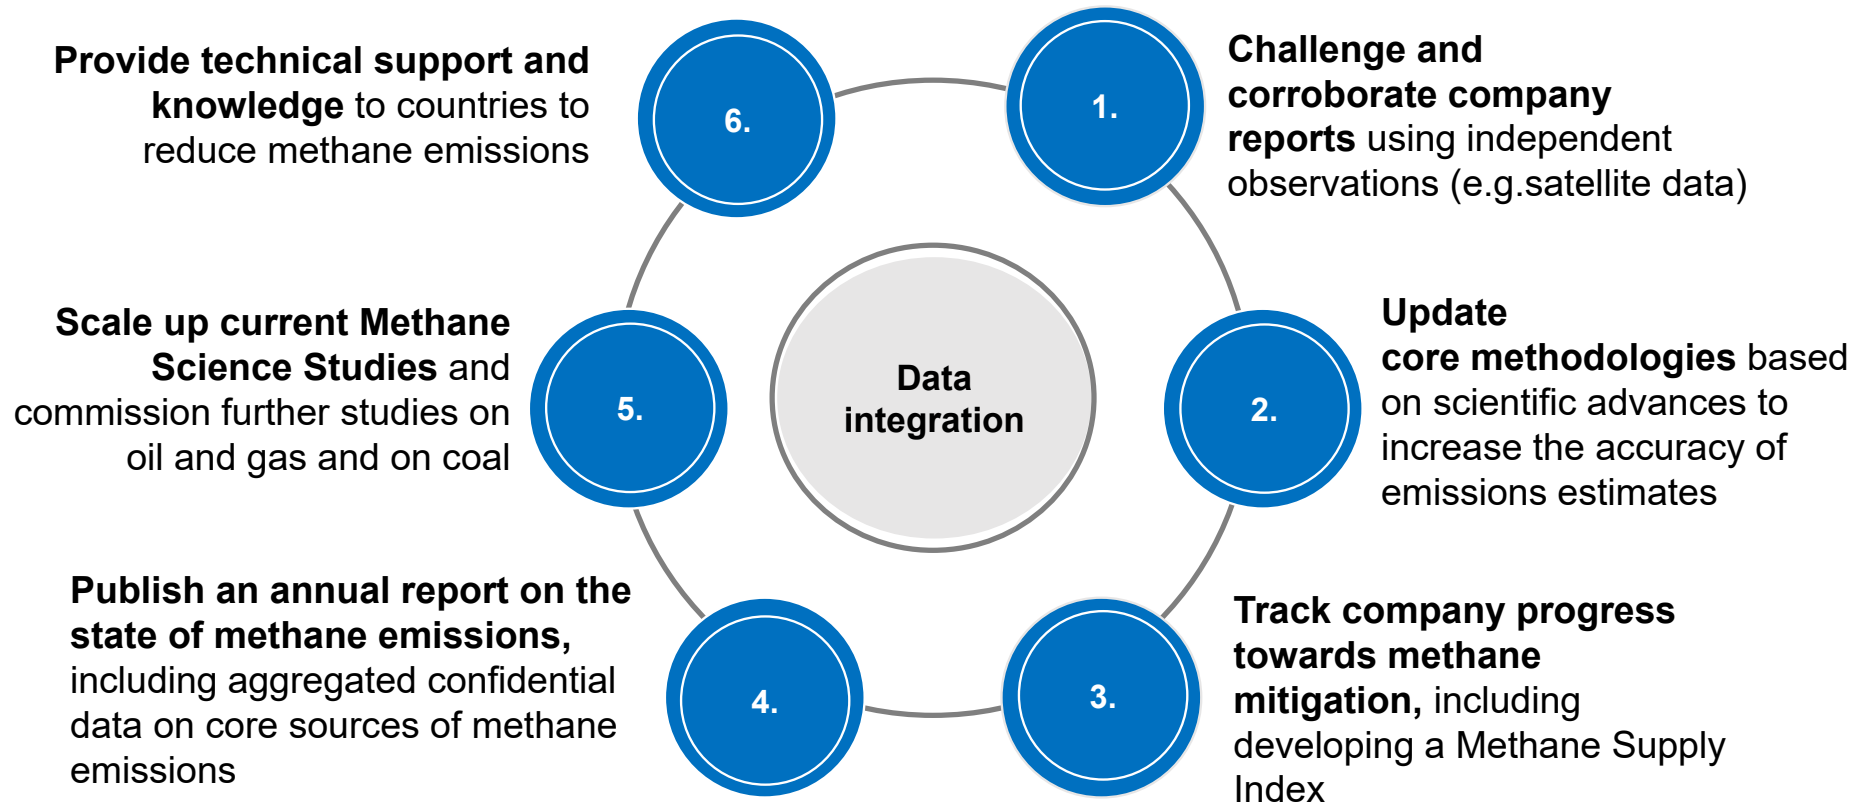 1.
Challenge and
corroborate company
reports using independent
observations (e.g.satellite data)
2.
Update
core methodologies based
on scientific advances to
increase the accuracy of
emissions estimates
3.
Track company progress
towards methane
mitigation, including
developing a Methane Supply
Index
4.
Publish an annual report on the
state of methane emissions,
including aggregated confidential
data on core sources of methane
emissions
5.
Scale up current Methane
Science Studies and
commission further studies on
oil and gas and on coal
6.
Provide technical support and
knowledge to countries to
reduce methane emissions
Data
integration